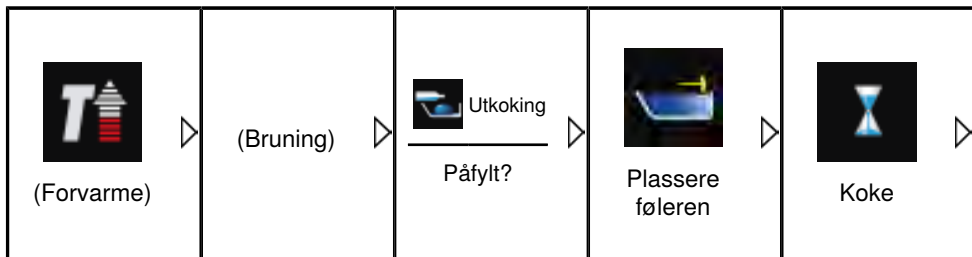 (Forvarme)
(Bruning)
Utkoking
Påfylt?
Plassere
føleren
Koke